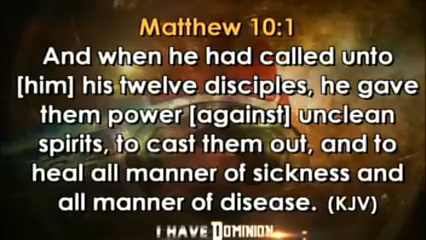 Matthew 10:1
And when he had called unto
[him] his twelve disciples, he gave
them power [against] unclean
spirits, to cast them out, and to
heal all manner of sickness and
all manner of disease. (KJV)
I HAVE DOMINION